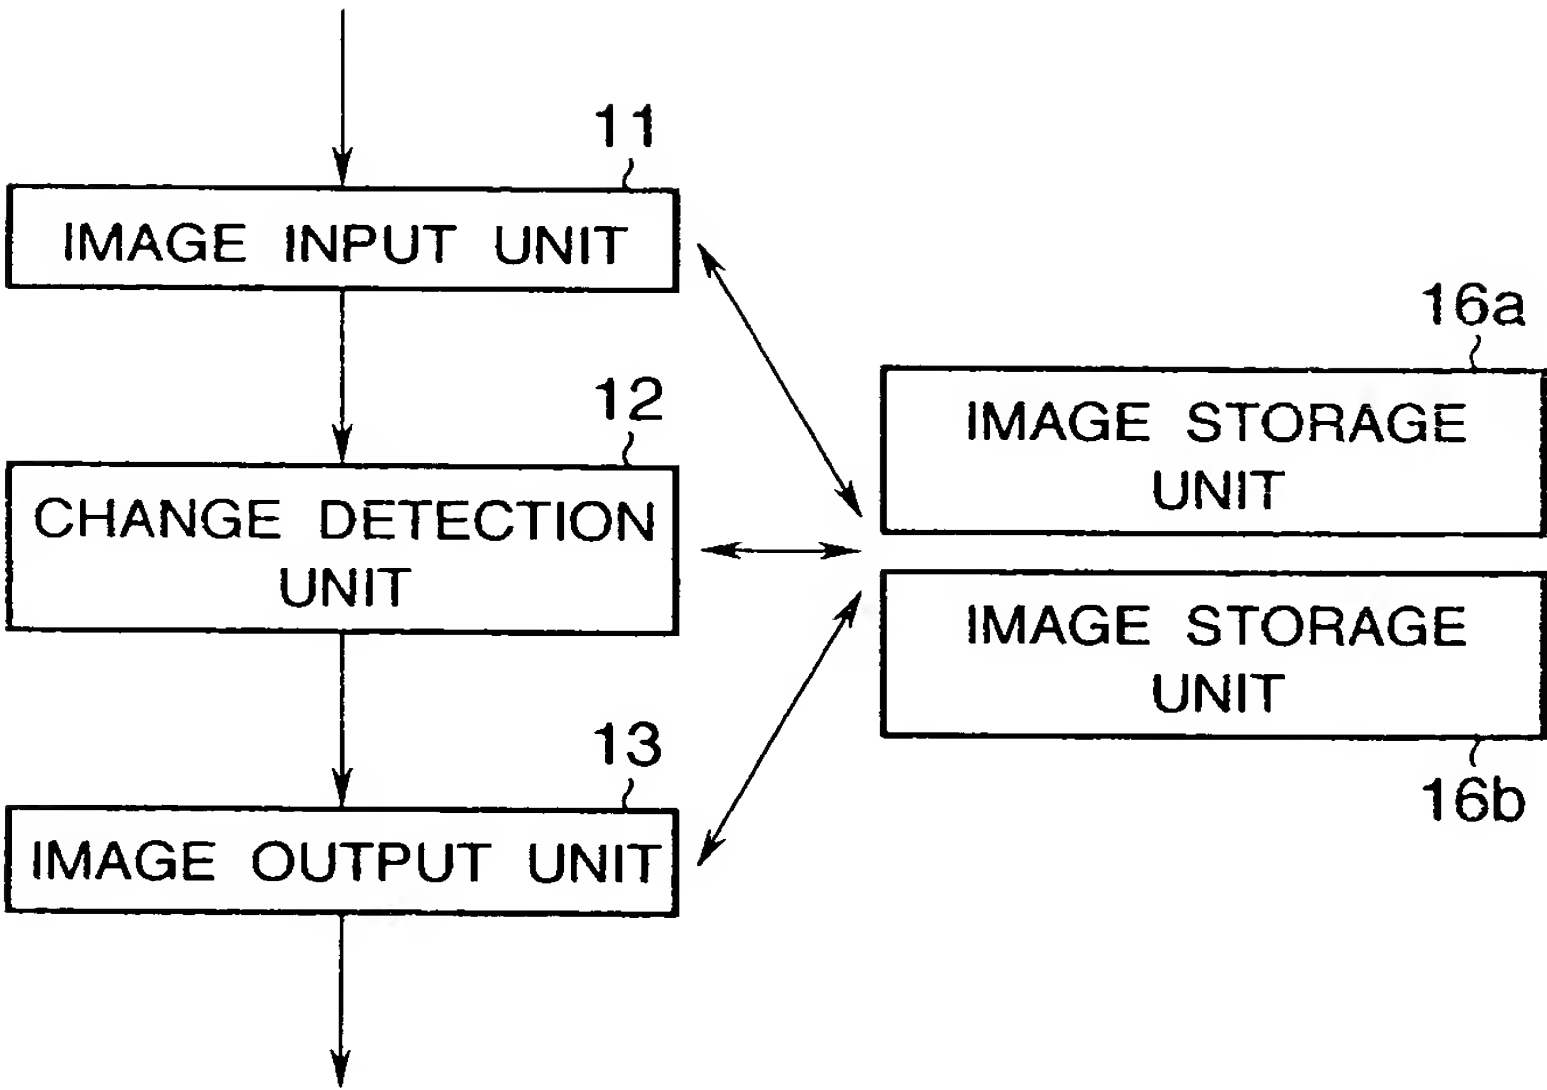 11
IMAGE INPUT UNIT
12
CHANGE DETECTION
UNIT
13
IMAGE OUTPUT UNIT
16a
IMAGE STORAGE
UNIT
IMAGE STORAGE
UNIT
16b